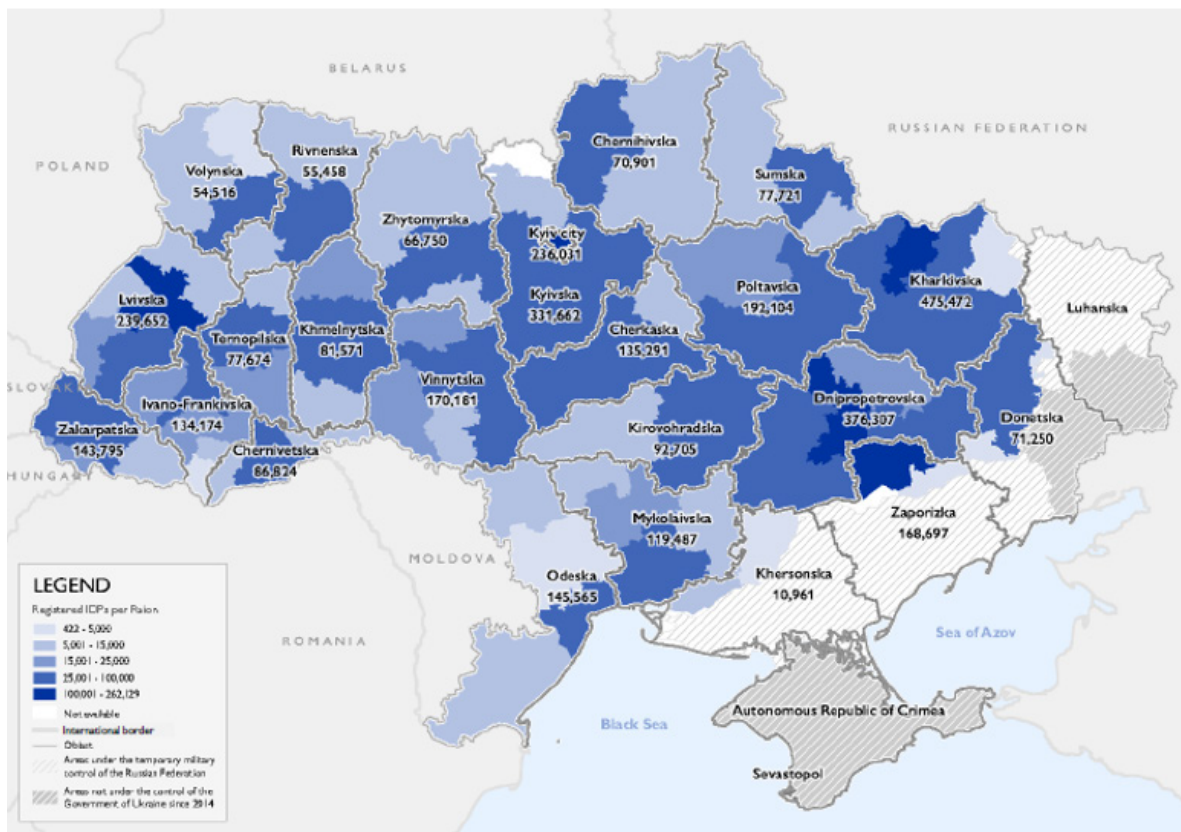 BELARUS
RUSSIAN FEDERATION
POLAND
Chernihivska
70,901
Rivnenska
55,458
Volynska
54,516
Sumska
77,721
Zhytomyrska
66,750
Kyiv city
236,031
Kyivska
331,662
Lvivska
239,652
Ternopilska
77,674
Khmelnytska
81,571
Cherkaska
135,291
Poltavska
192,104
Kharkivska
475,472
Luhanska
Vinnytska
170,161
SLOVAK
Ivano-Frankivska
134,174
Zakarpatska
143,795
Chernivetska
86,824
HUNGARY
Kirovohradska
92,705
Dnipropetrovska
376,307
Donetska
71,250
Zaporizka
168,697
Mykolaivska
119,487
MOLDOVA
Odeska
145,565
Khersonska
10,961
ROMANIA
Sea of Azov
Black Sea
Autonomous Republic of Crimea
Sevastopol
LEGEND
Registered IDPs per Raion
422 - 5,000
5,001 - 15,000
15,001 - 25,000
25,001 - 100,000
100,001 - 262,129
Not available
International border
Oblast
Areas under the temporary military
control of the Russian Federation
Areas not under the control of the
Government of Ukraine since 2014